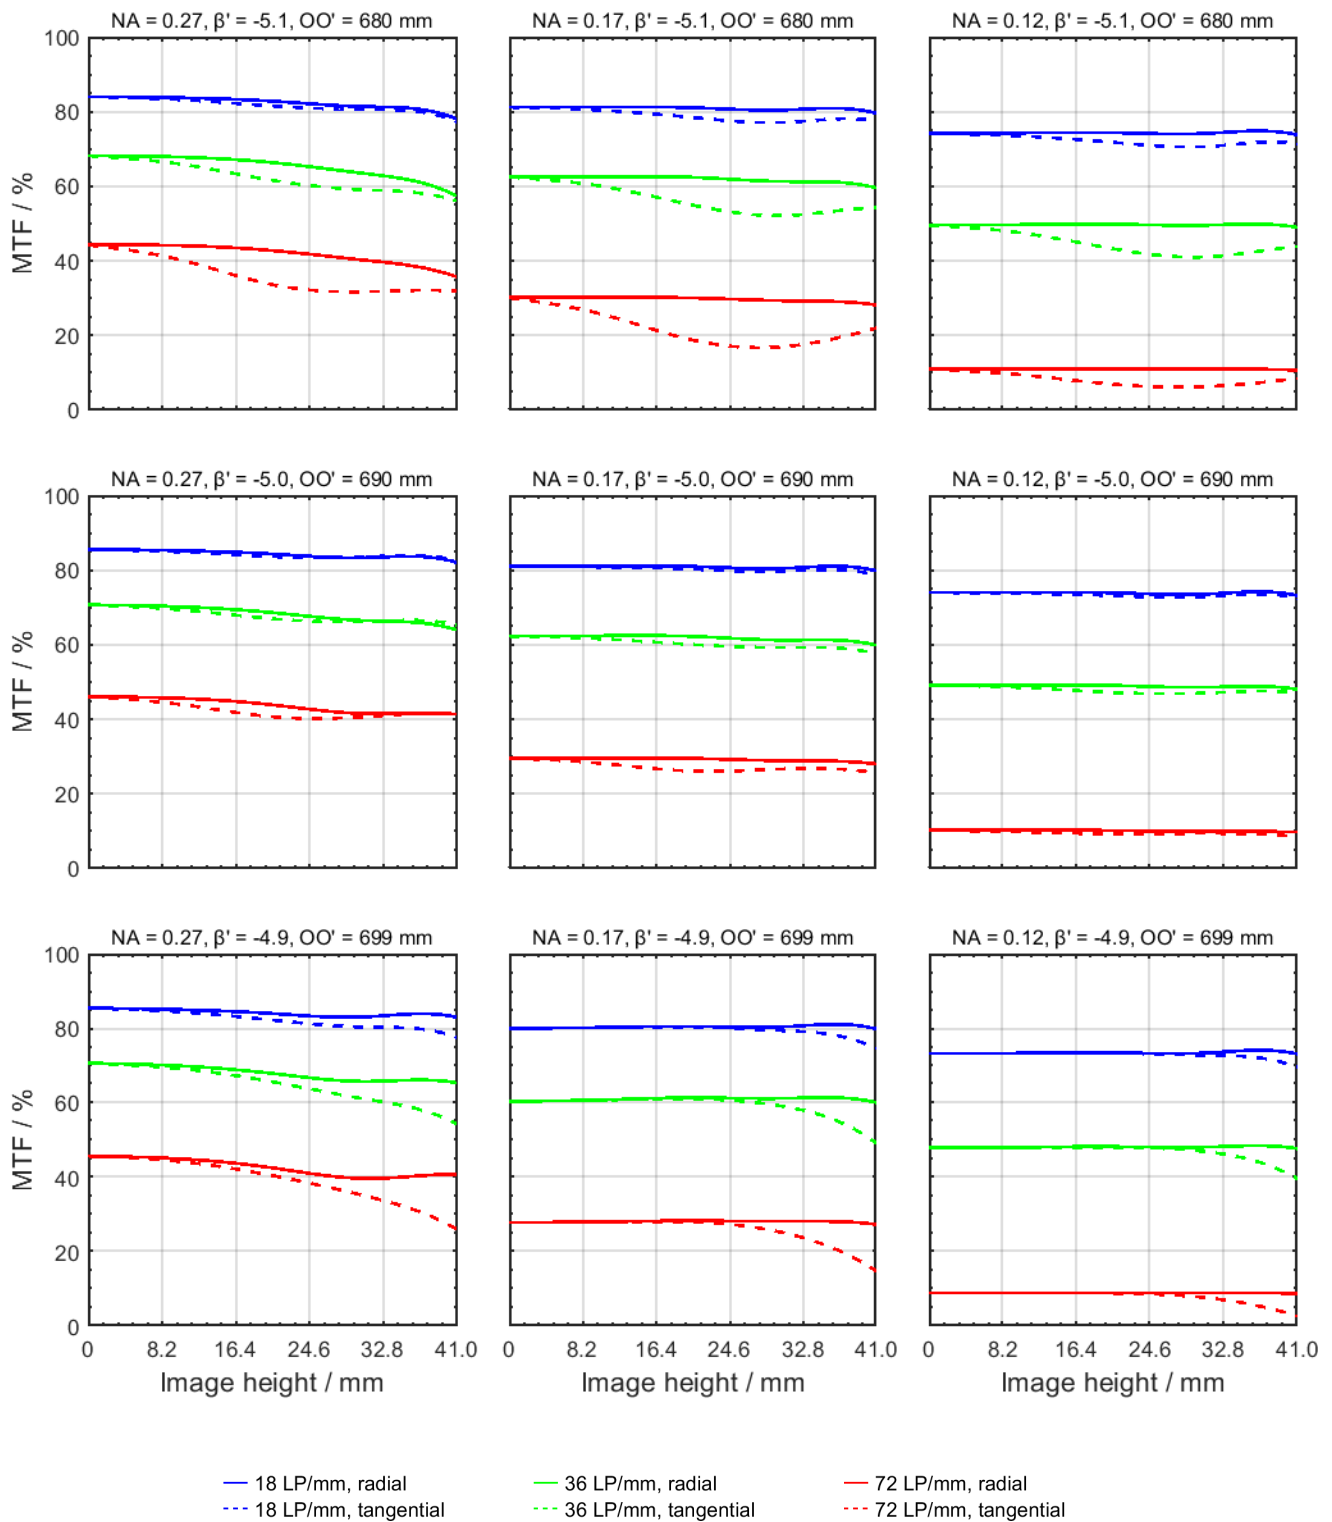 NA = 0.27, β' = -5.1, OO' = 680 mm
NA = 0.17, β' = -5.1, OO' = 680 mm
NA = 0.12, β' = -5.1, OO' = 680 mm
100
80
60
40
20
0
MTF / %
NA = 0.27, β' = -5.0, OO' = 690 mm
NA = 0.17, β' = -5.0, OO' = 690 mm
NA = 0.12, β' = -5.0, OO' = 690 mm
100
80
60
40
20
0
MTF / %
NA = 0.27, β' = -4.9, OO' = 699 mm
NA = 0.17, β' = -4.9, OO' = 699 mm
NA = 0.12, β' = -4.9, OO' = 699 mm
100
80
60
40
20
0
MTF / %
0 8.2 16.4 24.6 32.8 41.0
0 8.2 16.4 24.6 32.8 41.0
0 8.2 16.4 24.6 32.8 41.0
Image height / mm
Image height / mm
Image height / mm
18 LP/mm, radial
36 LP/mm, radial
72 LP/mm, radial
18 LP/mm, tangential
36 LP/mm, tangential
72 LP/mm, tangential